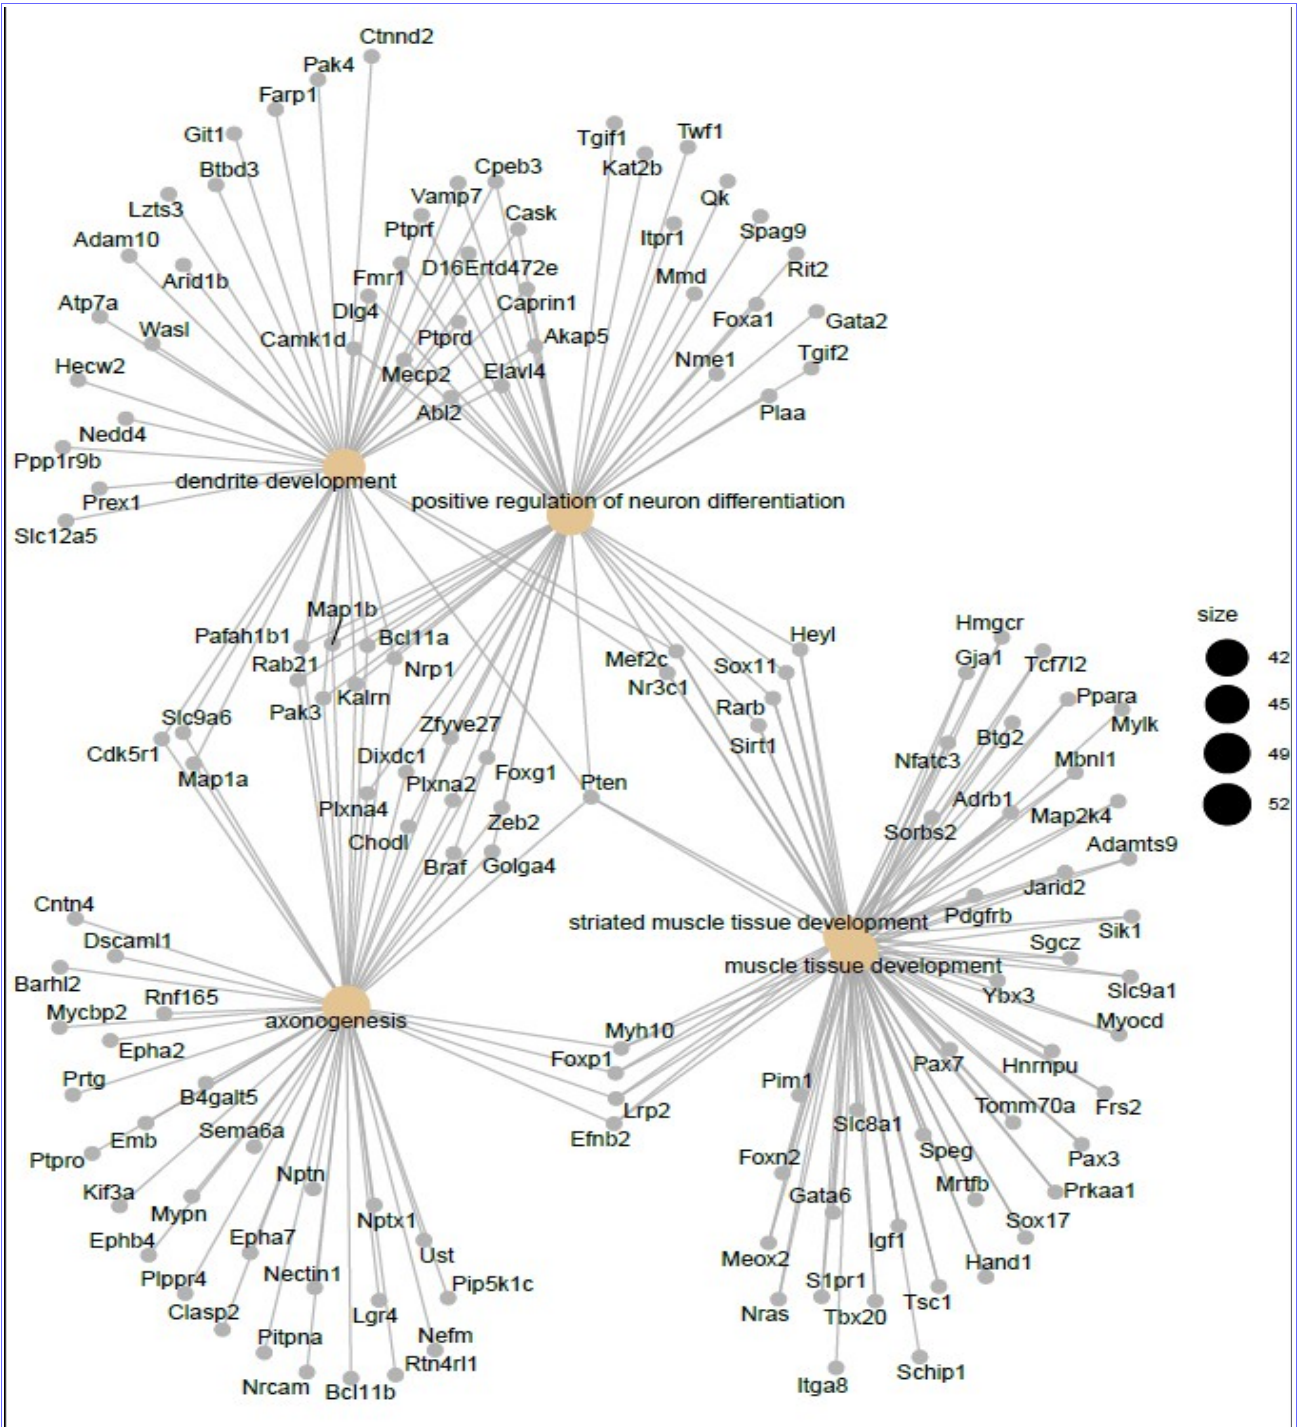 Ctnnd2
Pak4
Farp1
Git1
Tgif1
Twf1
Btbd3
Cpeb3
Kat2b
Vamp7
Qk
Lzts3
Cask
Ptprf
Itpr1
Spag9
Adam10
D16Ertd472e
Rit2
Arid1b
Fmr1
Mmd
Atp7a
Dlg4
Caprin1
Foxa1
Gata2
Wasl
Camk1d
Ptprd
Akap5
Tgif2
Hecw2
Mecp2
Elavl4
Nme1
Abl2
Plaa
Nedd4
Ppp1r9b
dendrite development
Prex1
positive regulation of neuron differentiation
Slc12a5
Map1b
size
Hmgcr
Pafah1b1
Bcl11a
Heyl
Rab21
Nrp1
Mef2c
Sox11
Gja1
Tcf7l2
42
Nr3c1
Kalrn
Ppara
Pak3
Rarb
45
Slc9a6
Zfyve27
Mylk
Cdk5r1
Dixdc1
Sirt1
Btg2
49
Nfatc3
Mbnl1
Map1a
Plxna2
Foxg1
Pten
Adrb1
52
Plxna4
Zeb2
Sorbs2
Map2k4
Chodl
Adamts9
Braf
Golga4
Jarid2
Cntn4
striated muscle tissue development
Pdgfrb
Sik1
Dscaml1
Sgcz
muscle tissue development
Barhl2
Rnf165
Ybx3
Slc9a1
Mycbp2
axonogenesis
Myh10
Myocd
Epha2
Foxp1
Pax7
Hnrnpu
Prtg
Pim1
B4galt5
Lrp2
Tomm70a
Frs2
Emb
Sema6a
Efnb2
Slc8a1
Ptpro
Foxn2
Speg
Pax3
Kif3a
Nptn
Mrtfb
Prkaa1
Mypn
Gata6
Nptx1
Sox17
Ephb4
Epha7
Ust
Meox2
Igf1
Hand1
Plppr4
Nectin1
Pip5k1c
S1pr1
Clasp2
Lgr4
Nras
Tbx20
Tsc1
Pitpna
Nefm
Rtn4rl1
Nrcam
Bcl11b
Itga8
Schip1